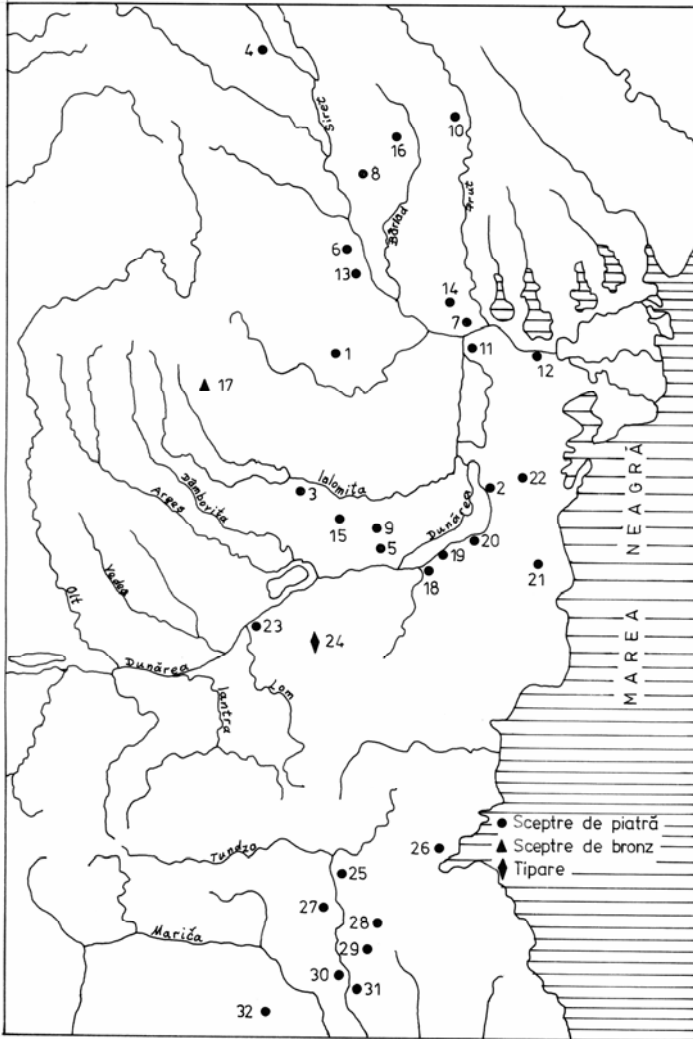 4
Siret
10
16
8
Prut
Bârlad
6
13
14
7
11
1
12
17
Ialomița
22
2
3
Dâmbovița
Argeș
Dunărea
15
9
20
5
19
18
21
MAREA NEAGRĂ
Vedea
Olt
23
24
Dunărea
Lom
Iantra
Sceptre de piatră
Sceptre de bronz
Tipare
26
Tundza
25
27
28
Mariča
29
30
31
32